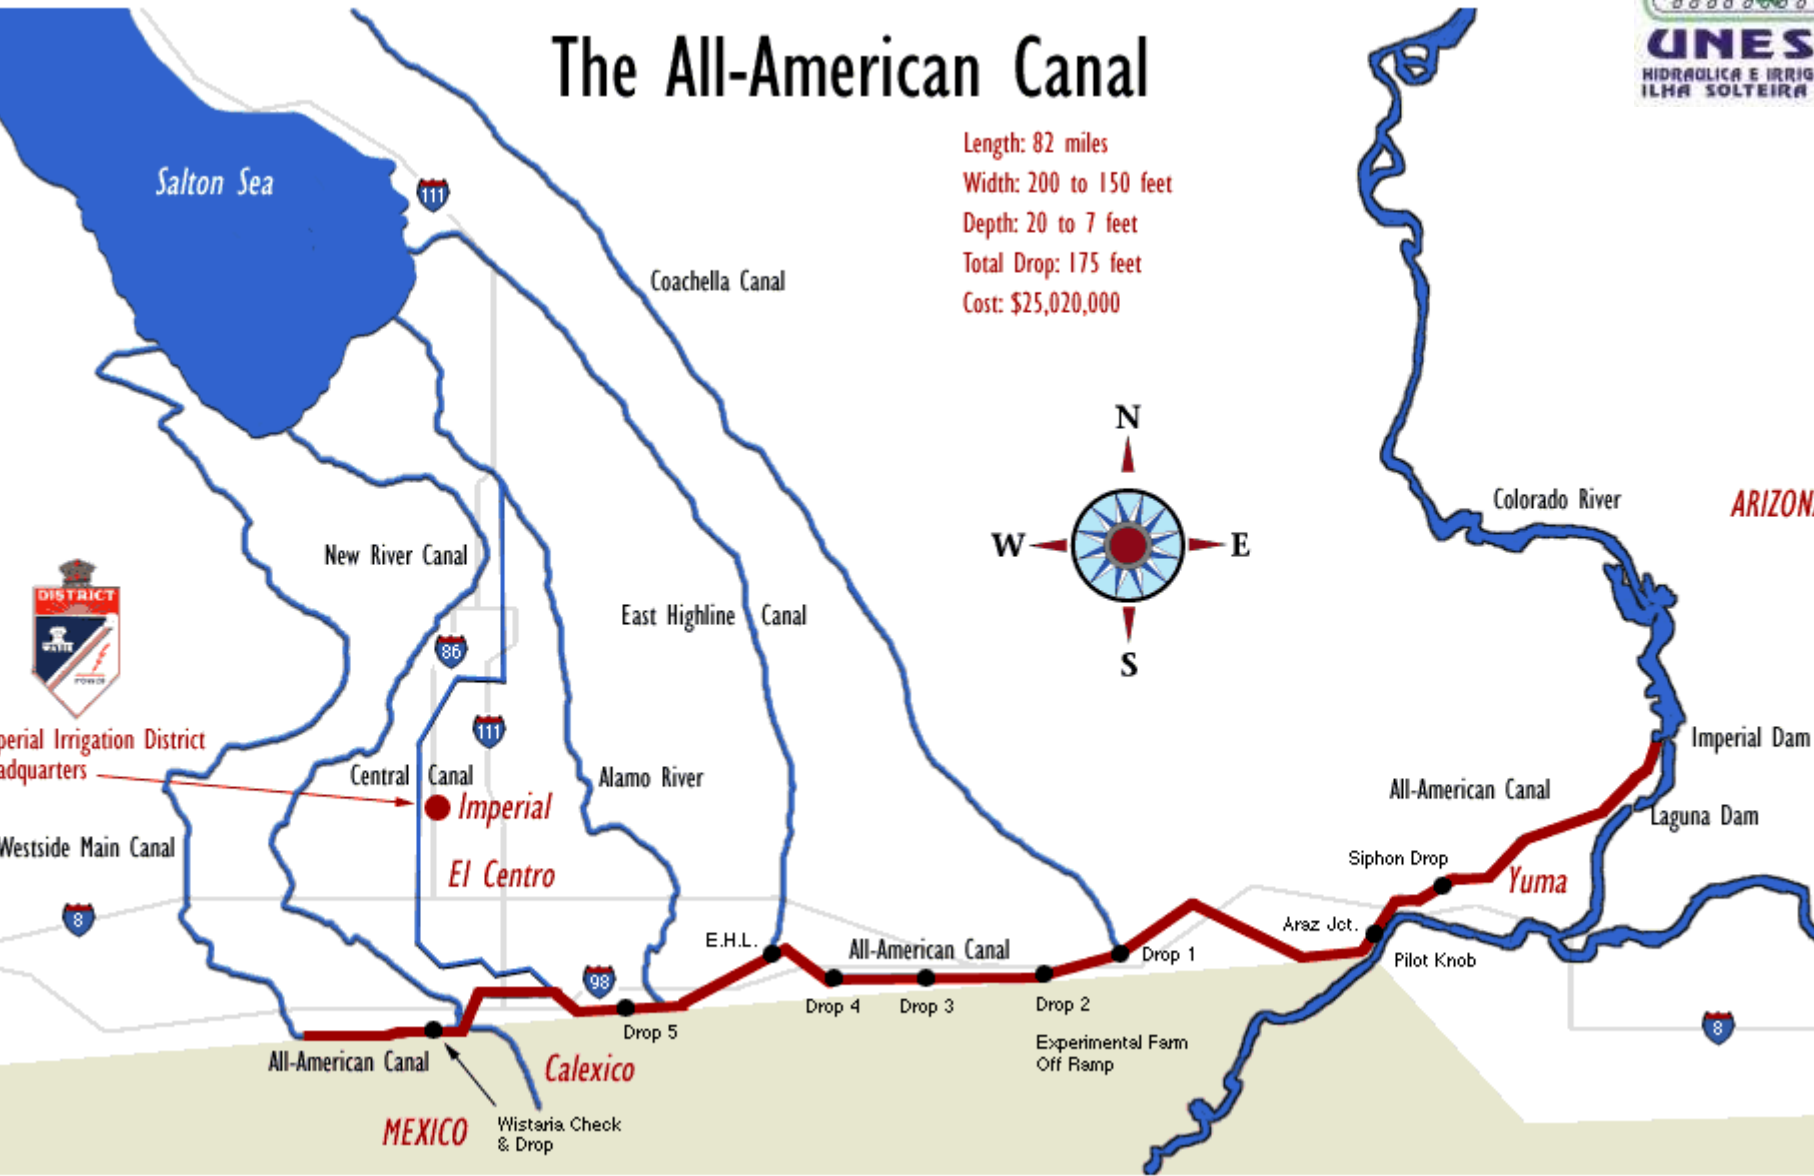 The All-American Canal
UNES
HIDRAULICA E IRRIG
ILHA SOLTEIRA
Length: 82 miles
Width: 200 to 150 feet
Depth: 20 to 7 feet
Total Drop: 175 feet
Cost: $25,020,000
Salton Sea
111
Coachella Canal
N
W
E
S
Colorado River
ARIZON
New River Canal
East Highline Canal
DISTRICT
WATER
POWER
86
111
perial Irrigation District
adquarters
Central Canal
Imperial
Alamo River
Imperial Dam
All-American Canal
Laguna Dam
Westside Main Canal
El Centro
Siphon Drop
Yuma
8
E.H.L.
All-American Canal
Araz Jct.
Drop 1
Pilot Knob
98
Drop 5
Drop 4
Drop 3
Drop 2
Experimental Farm
Off Ramp
8
All-American Canal
Calexico
MEXICO
Wistaria Check
& Drop